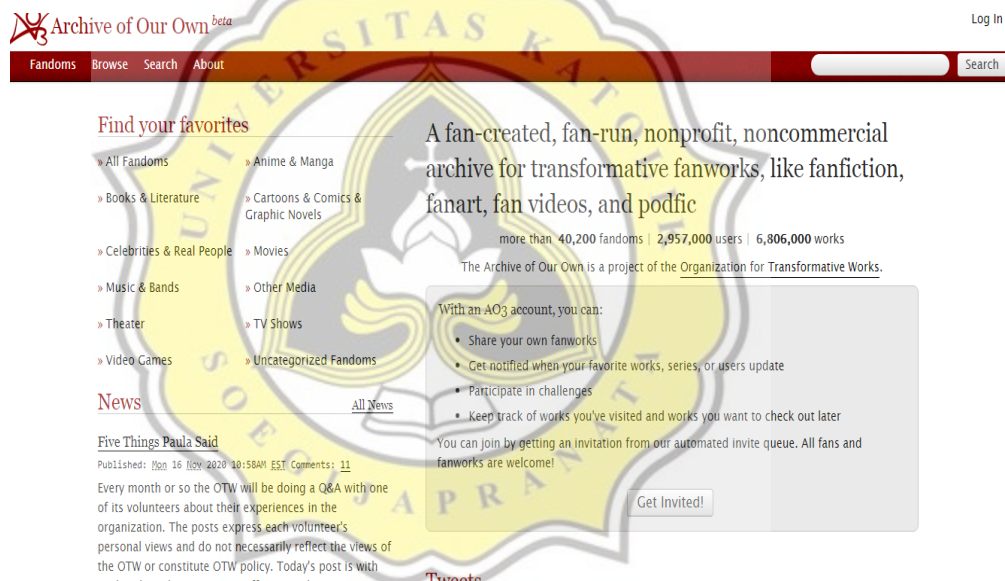 Archive of Our Own beta
Log In
Fandoms Browse Search About
Search
Find your favorites
» All Fandoms
» Anime & Manga
» Books & Literature
» Cartoons & Comics &
Graphic Novels
» Celebrities & Real People
» Movies
» Music & Bands
» Other Media
» Theater
» TV Shows
» Video Games
» Uncategorized Fandoms
News
All News
Five Things Paula Said
Published: Mon 16 Nov 2020 10:58AM EST Comments: 11
Every month or so the OTW will be doing a Q&A with one
of its volunteers about their experiences in the
organization. The posts express each volunteer's
personal views and do not necessarily reflect the views of
the OTW or constitute OTW policy. Today's post is with
A fan-created, fan-run, nonprofit, noncommercial
archive for transformative fanworks, like fanfiction,
fanart, fan videos, and podfic
more than 40,200 fandoms | 2,957,000 users | 6,806,000 works
The Archive of Our Own is a project of the Organization for Transformative Works.
With an AO3 account, you can:
• Share your own fanworks
• Get notified when your favorite works, series, or users update
• Participate in challenges
• Keep track of works you've visited and works you want to check out later
You can join by getting an invitation from our automated invite queue. All fans and
fanworks are welcome!
Get Invited!
Tweets
UNIVERSITAS KATOLIK
SOEGIJAPRANATA